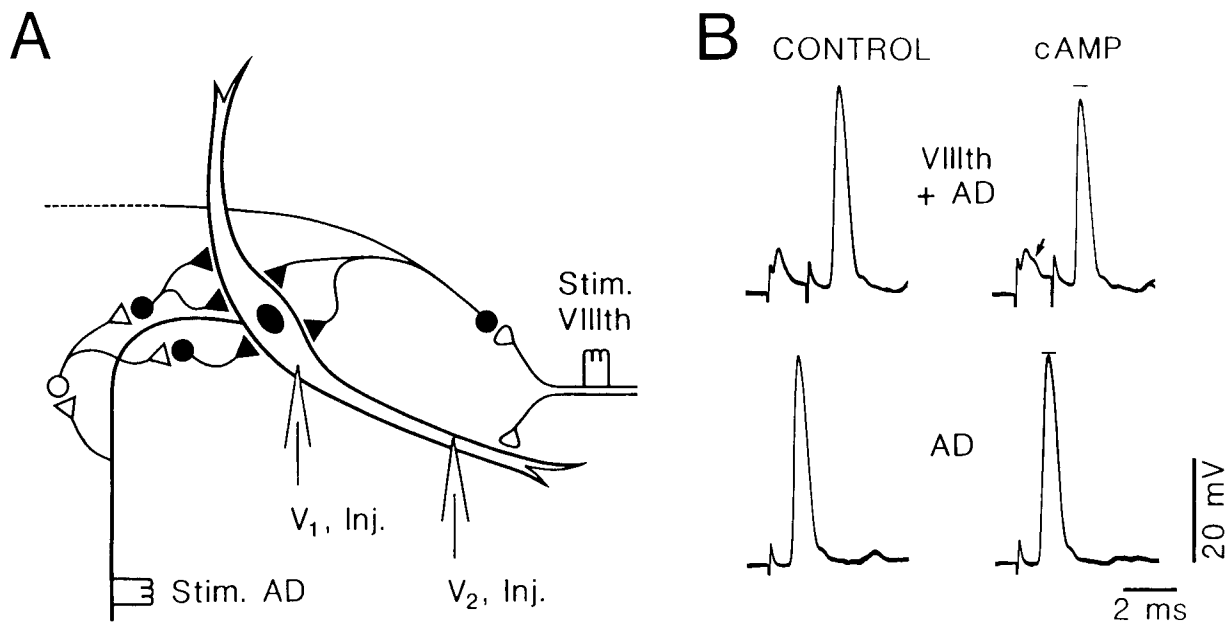 A
Stim.
VIIIth
V1, Inj.
V2, Inj.
Stim. AD
B
CONTROL
cAMP
VIIIth
+ AD
AD
20 mV
2 ms